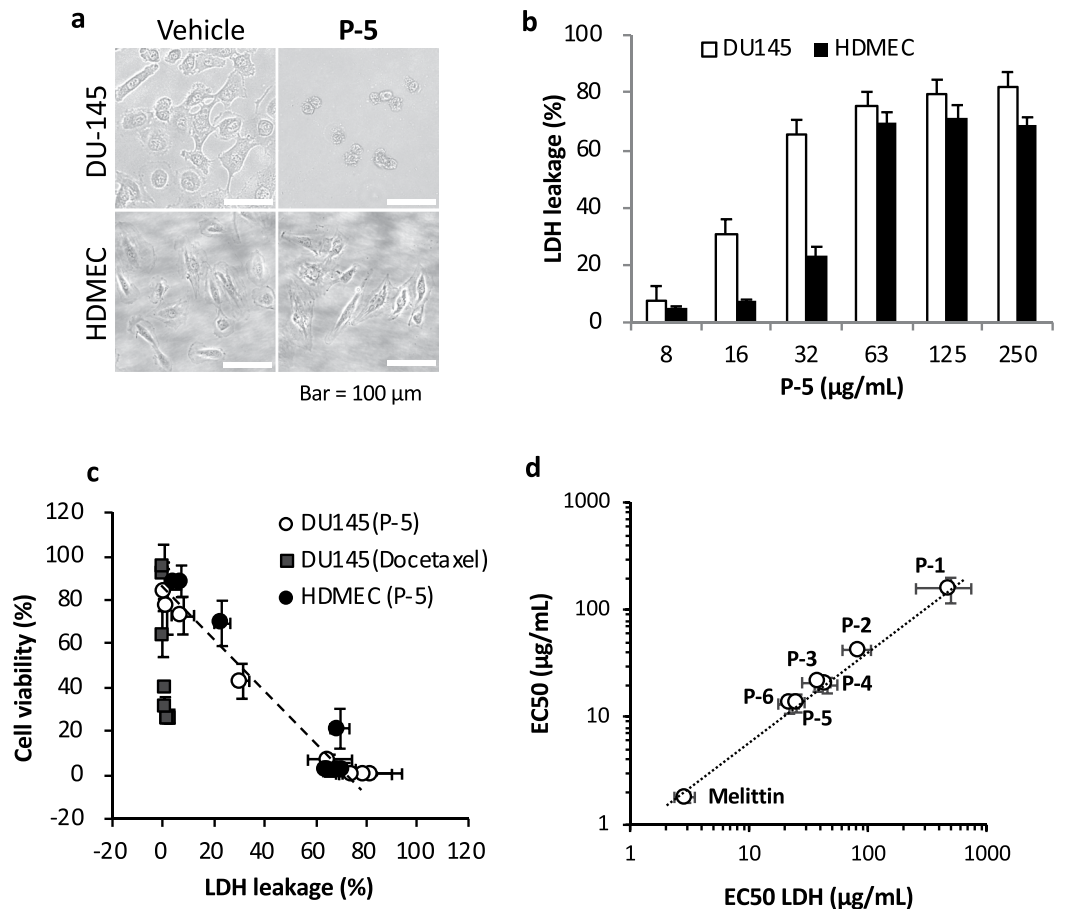 a
Vehicle P-5
DU-145
HDMEC
Bar = 100 µm
b
DU145 HDMEC
LDH leakage (%)
100
80
60
40
20
0
8 16 32 63 125 250
P-5 (µg/mL)
c
DU145(P-5)
DU145(Docetaxel)
HDMEC (P-5)
Cell viability (%)
120
100
80
60
40
20
0
-20
-20 0 20 40 60 80 100 120
LDH leakage (%)
d
EC50 (µg/mL)
1000
100
10
1
P-1
P-2
P-3
P-4
P-6
P-5
Melittin
1 10 100 1000
EC50 LDH (µg/mL)